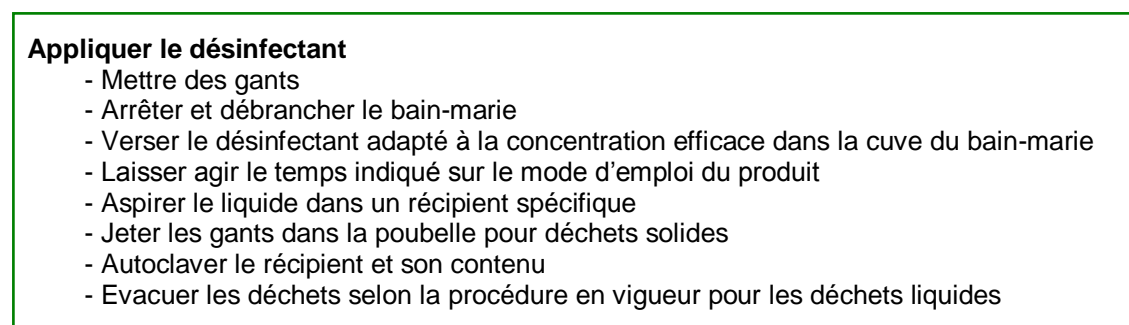 Appliquer le désinfectant
- Mettre des gants
- Arrêter et débrancher le bain-marie
- Verser le désinfectant adapté à la concentration efficace dans la cuve du bain-marie
- Laisser agir le temps indiqué sur le mode d'emploi du produit
- Aspirer le liquide dans un récipient spécifique
- Jeter les gants dans la poubelle pour déchets solides
- Autoclaver le récipient et son contenu
- Evacuer les déchets selon la procédure en vigueur pour les déchets liquides